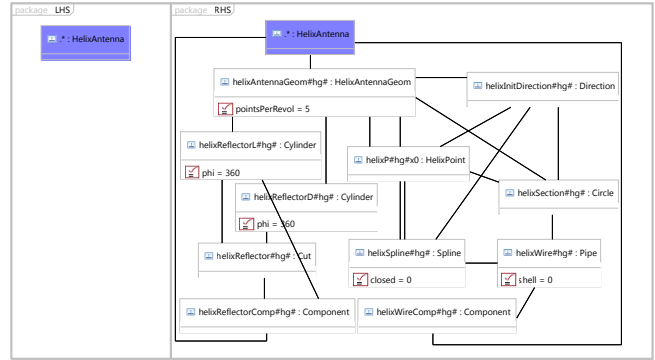 package LHS
.* : HelixAntenna
package RHS
.* : HelixAntenna
helixAntennaGeom#hg# : HelixAntennaGeom
pointsPerRevol = 5
helixInitDirection#hg# : Direction
helixReflectorL#hg# : Cylinder
phi = 360
helixP#hg#x0 : HelixPoint
helixReflectorD#hg# : Cylinder
phi = 360
helixSection#hg# : Circle
helixReflector#hg# : Cut
helixSpline#hg# : Spline
closed = 0
helixWire#hg# : Pipe
shell = 0
helixReflectorComp#hg# : Component
helixWireComp#hg# : Component